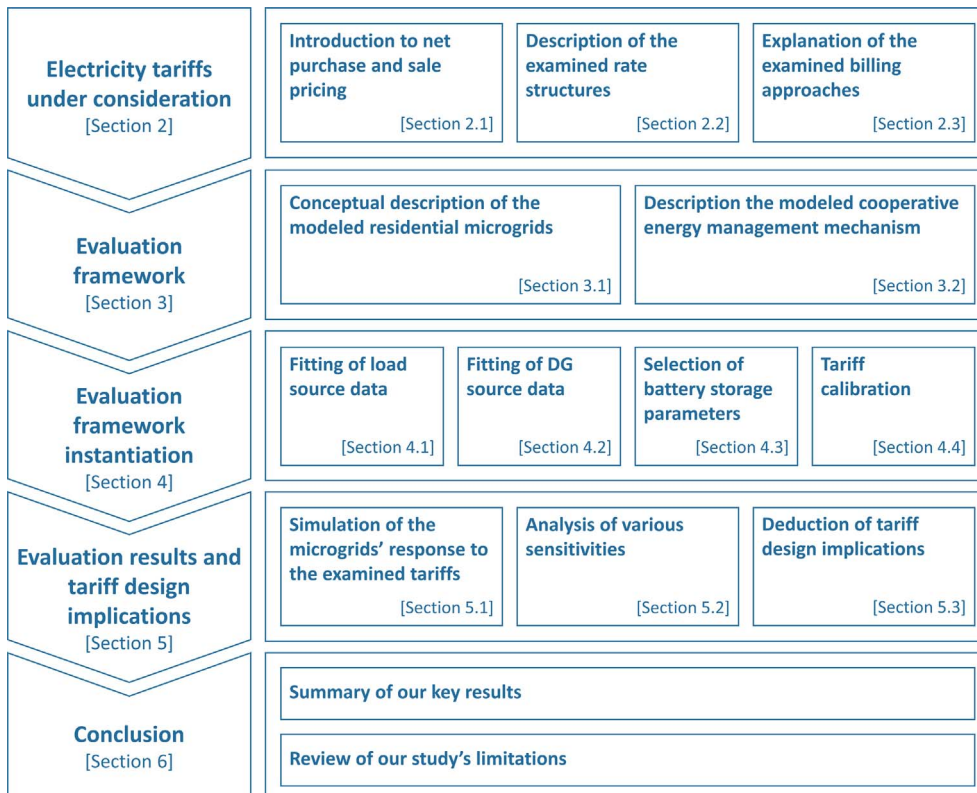 Electricity tariffs
under consideration
[Section 2]
Introduction to net
purchase and sale
pricing
[Section 2.1]
Description of the
examined rate
structures
[Section 2.2]
Explanation of the
examined billing
approaches
[Section 2.3]
Evaluation
framework
[Section 3]
Conceptual description of the
modeled residential microgrids
[Section 3.1]
Description the modeled cooperative
energy management mechanism
[Section 3.2]
Evaluation
framework
instantiation
[Section 4]
Fitting of load
source data
[Section 4.1]
Fitting of DG
source data
[Section 4.2]
Selection of
battery storage
parameters
[Section 4.3]
Tariff
calibration
[Section 4.4]
Evaluation results and
tariff design
implications
[Section 5]
Simulation of the
microgrids’ response to
the examined tariffs
[Section 5.1]
Analysis of various
sensitivities
[Section 5.2]
Deduction of tariff
design implications
[Section 5.3]
Conclusion
[Section 6]
Summary of our key results
Review of our study’s limitations